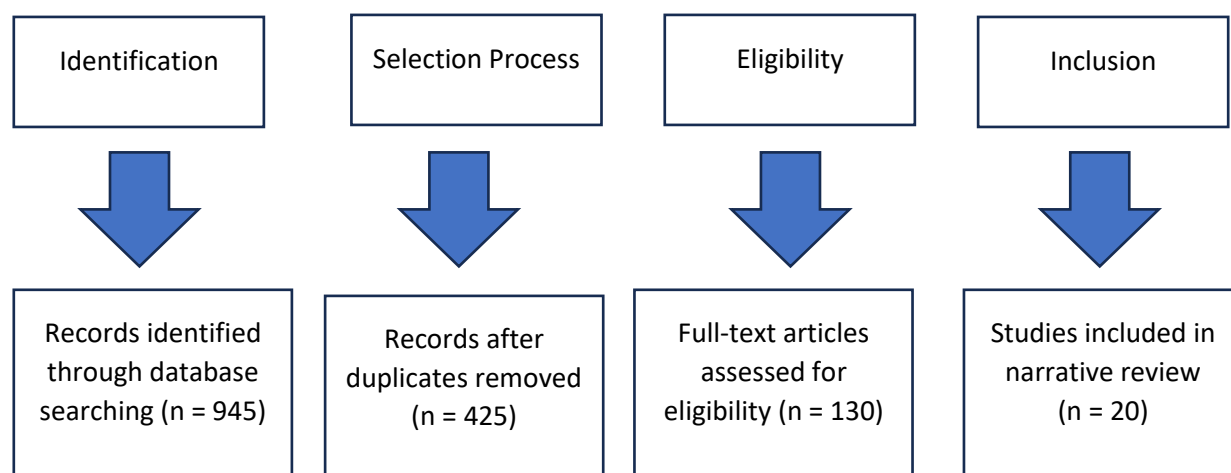 Identification
Selection Process
Eligibility
Inclusion
Records identified
through database
searching (n = 945)
Records after
duplicates removed
(n = 425)
Full-text articles
assessed for
eligibility (n = 130)
Studies included in
narrative review
(n = 20)